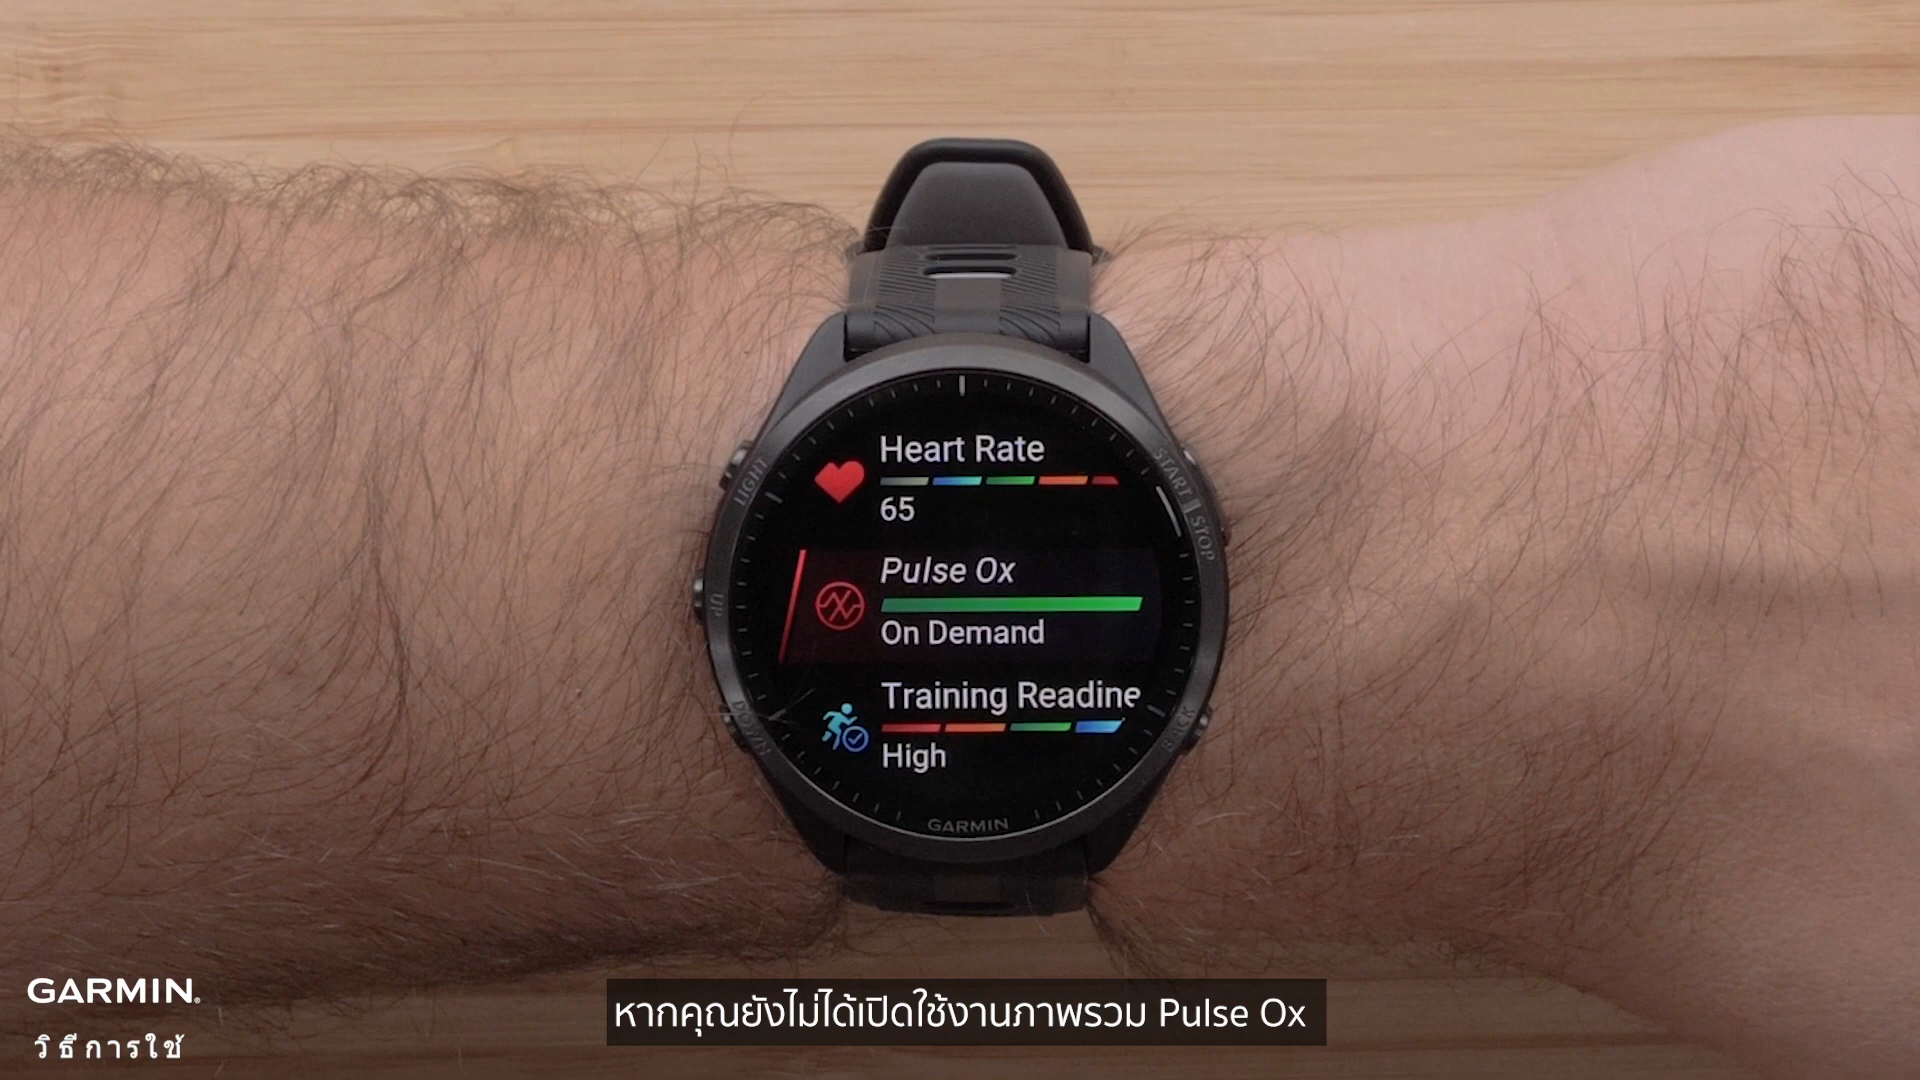 Heart Rate
65
Pulse Ox
On Demand
Training Readine
High
LIGHT
UP
DOWN
START | STOP
BACK
GARMIN
GARMIN
วิธีการใช้
หากคุณยังไม่ได้เปิดใช้งานภาพรวม Pulse Ox